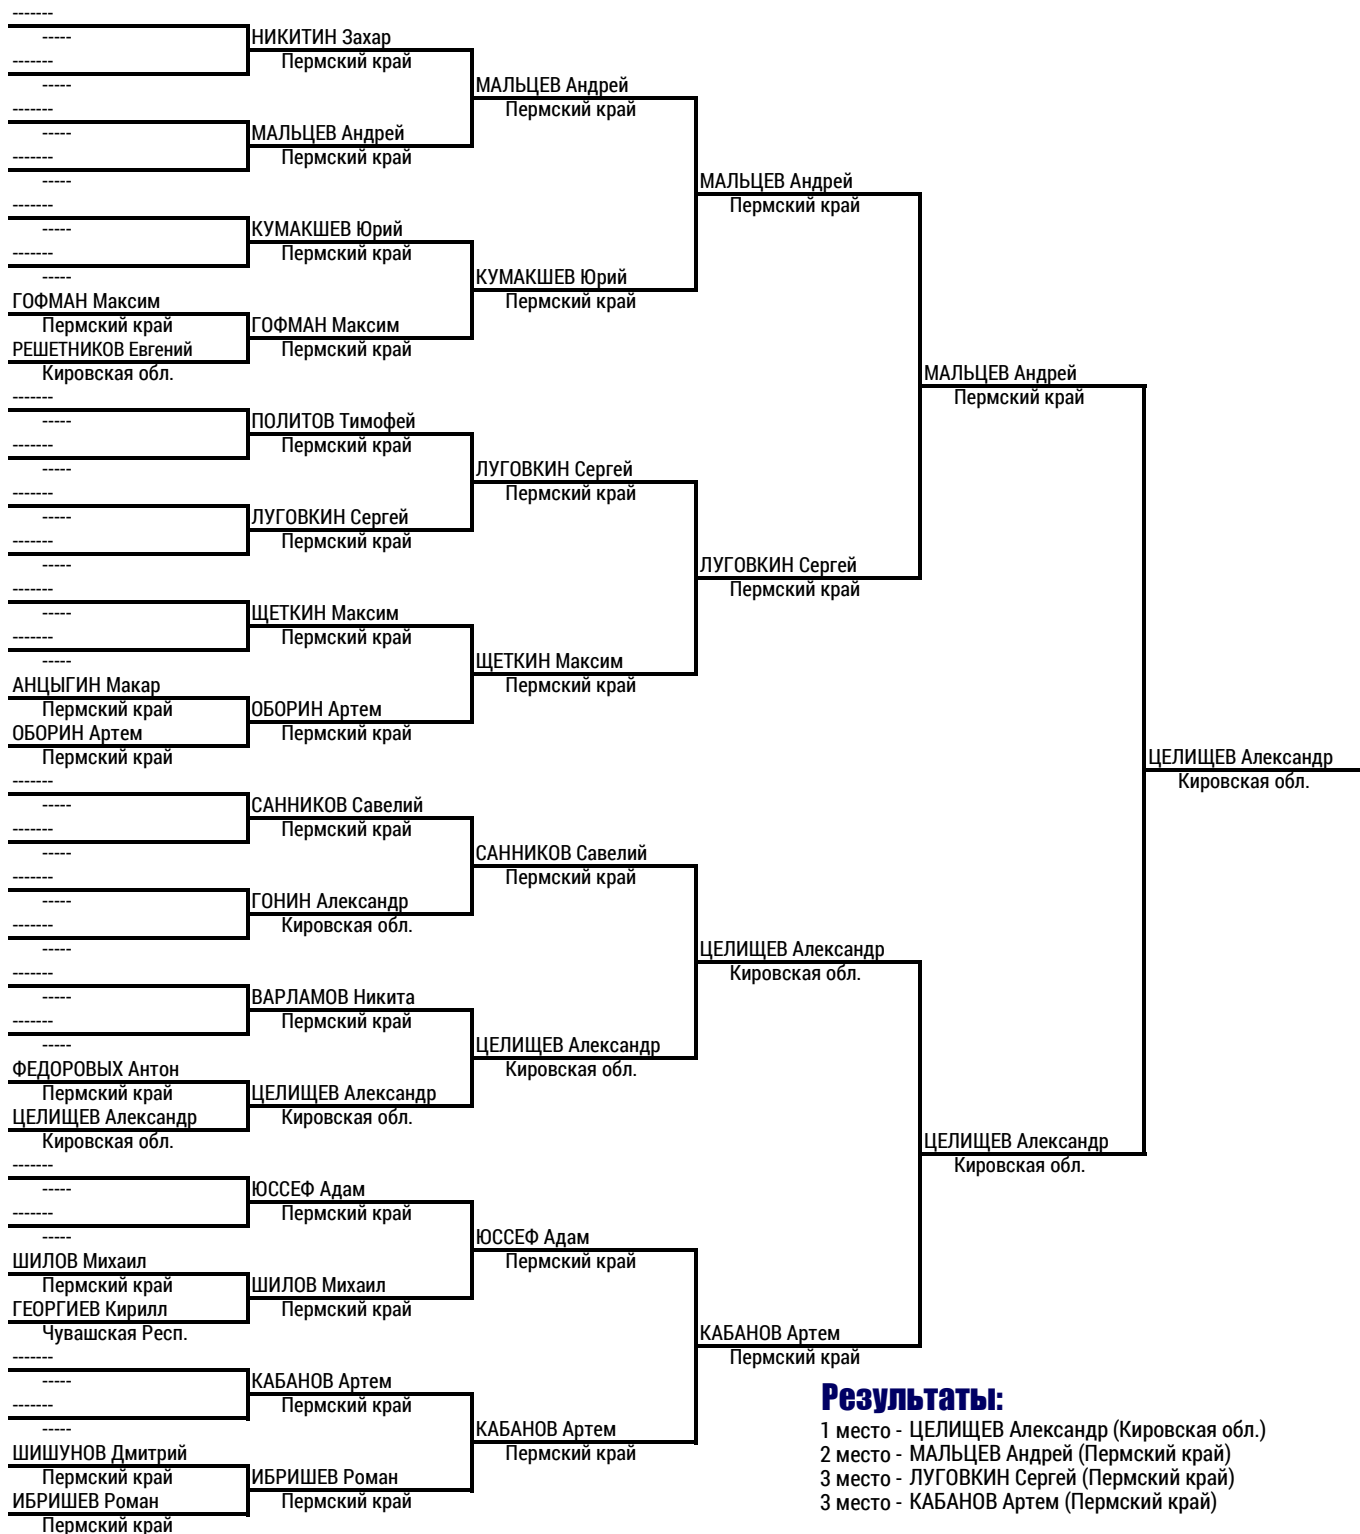 -------
-----
-------
-----
-------
-----
-------
-----
-------
-----
-------
-----
ГОФМАН Максим
Пермский край
РЕШЕТНИКОВ Евгений
Кировская обл.
-------
-----
-------
-----
-------
-----
-------
-----
-------
-----
-------
-----
АНЦЫГИН Макар
Пермский край
ОБОРИН Артем
Пермский край
-------
-----
-------
-----
-------
-----
-------
-----
-------
-----
-------
-----
ФЕДОРОВЫХ Антон
Пермский край
ЦЕЛИЩЕВ Александр
Кировская обл.
-------
-----
-------
-----
ШИЛОВ Михаил
Пермский край
ГЕОРГИЕВ Кирилл
Чувашская Респ.
-------
-----
-------
-----
ШИШУНОВ Дмитрий
Пермский край
ИБРИШЕВ Роман
Пермский край
НИКИТИН Захар
Пермский край
МАЛЬЦЕВ Андрей
Пермский край
КУМАКШЕВ Юрий
Пермский край
ГОФМАН Максим
Пермский край
ПОЛИТОВ Тимофей
Пермский край
ЛУГОВКИН Сергей
Пермский край
ЩЕТКИН Максим
Пермский край
ОБОРИН Артем
Пермский край
САННИКОВ Савелий
Пермский край
ГОНИН Александр
Кировская обл.
ВАРЛАМОВ Никита
Пермский край
ЦЕЛИЩЕВ Александр
Кировская обл.
ЮССЕФ Адам
Пермский край
ШИЛОВ Михаил
Пермский край
КАБАНОВ Артем
Пермский край
ИБРИШЕВ Роман
Пермский край
МАЛЬЦЕВ Андрей
Пермский край
КУМАКШЕВ Юрий
Пермский край
ЛУГОВКИН Сергей
Пермский край
ЩЕТКИН Максим
Пермский край
САННИКОВ Савелий
Пермский край
ЦЕЛИЩЕВ Александр
Кировская обл.
ЮССЕФ Адам
Пермский край
КАБАНОВ Артем
Пермский край
МАЛЬЦЕВ Андрей
Пермский край
ЛУГОВКИН Сергей
Пермский край
ЦЕЛИЩЕВ Александр
Кировская обл.
КАБАНОВ Артем
Пермский край
МАЛЬЦЕВ Андрей
Пермский край
ЦЕЛИЩЕВ Александр
Кировская обл.
ЦЕЛИЩЕВ Александр
Кировская обл.
Результаты:
1 место - ЦЕЛИЩЕВ Александр (Кировская обл.)
2 место - МАЛЬЦЕВ Андрей (Пермский край)
3 место - ЛУГОВКИН Сергей (Пермский край)
3 место - КАБАНОВ Артем (Пермский край)